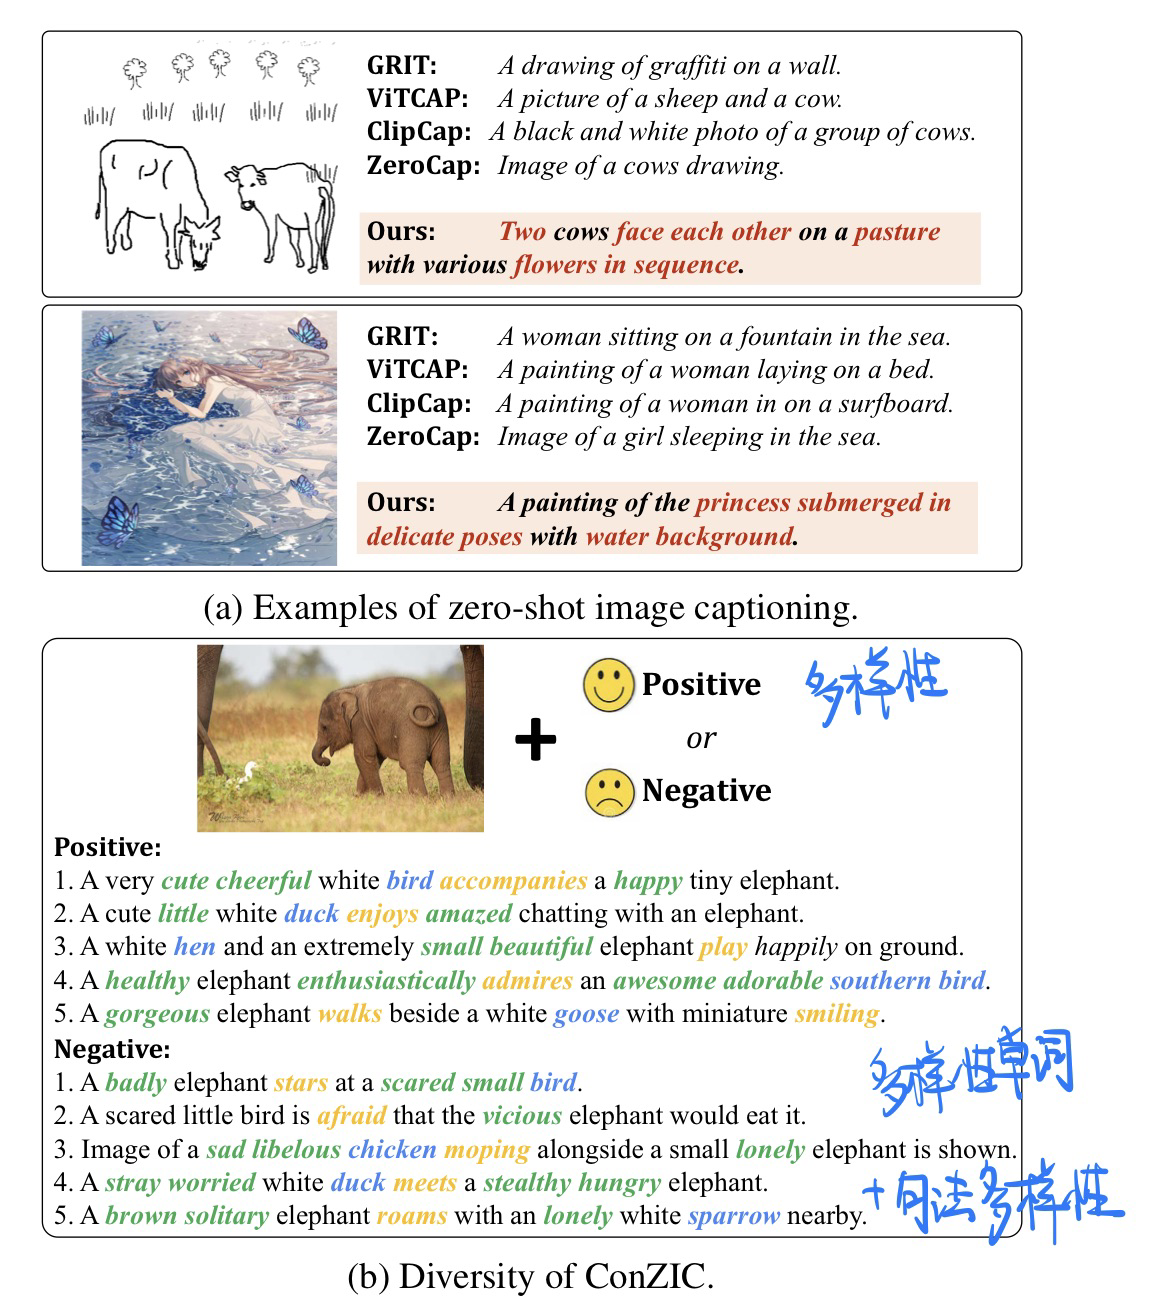 GRIT: A drawing of graffiti on a wall.
ViTCAP: A picture of a sheep and a cow.
ClipCap: A black and white photo of a group of cows.
ZeroCap: Image of a cows drawing.
Ours: Two cows face each other on a pasture
with various flowers in sequence.
GRIT: A woman sitting on a fountain in the sea.
ViTCAP: A painting of a woman laying on a bed.
ClipCap: A painting of a woman in on a surfboard.
ZeroCap: Image of a girl sleeping in the sea.
Ours: A painting of the princess submerged in
delicate poses with water background.
(a) Examples of zero-shot image captioning.
Positive
多样性
or
Negative
Positive:
1. A very cute cheerful white bird accompanies a happy tiny elephant.
2. A cute little white duck enjoys amazed chatting with an elephant.
3. A white hen and an extremely small beautiful elephant play happily on ground.
4. A healthy elephant enthusiastically admires an awesome adorable southern bird.
5. A gorgeous elephant walks beside a white goose with miniature smiling.
Negative:
多样性单词
1. A badly elephant stars at a scared small bird.
2. A scared little bird is afraid that the vicious elephant would eat it.
3. Image of a sad libelous chicken moping alongside a small lonely elephant is shown.
4. A stray worried white duck meets a stealthy hungry elephant.
+句法多样性
5. A brown solitary elephant roams with an lonely white sparrow nearby.
(b) Diversity of ConZIC.